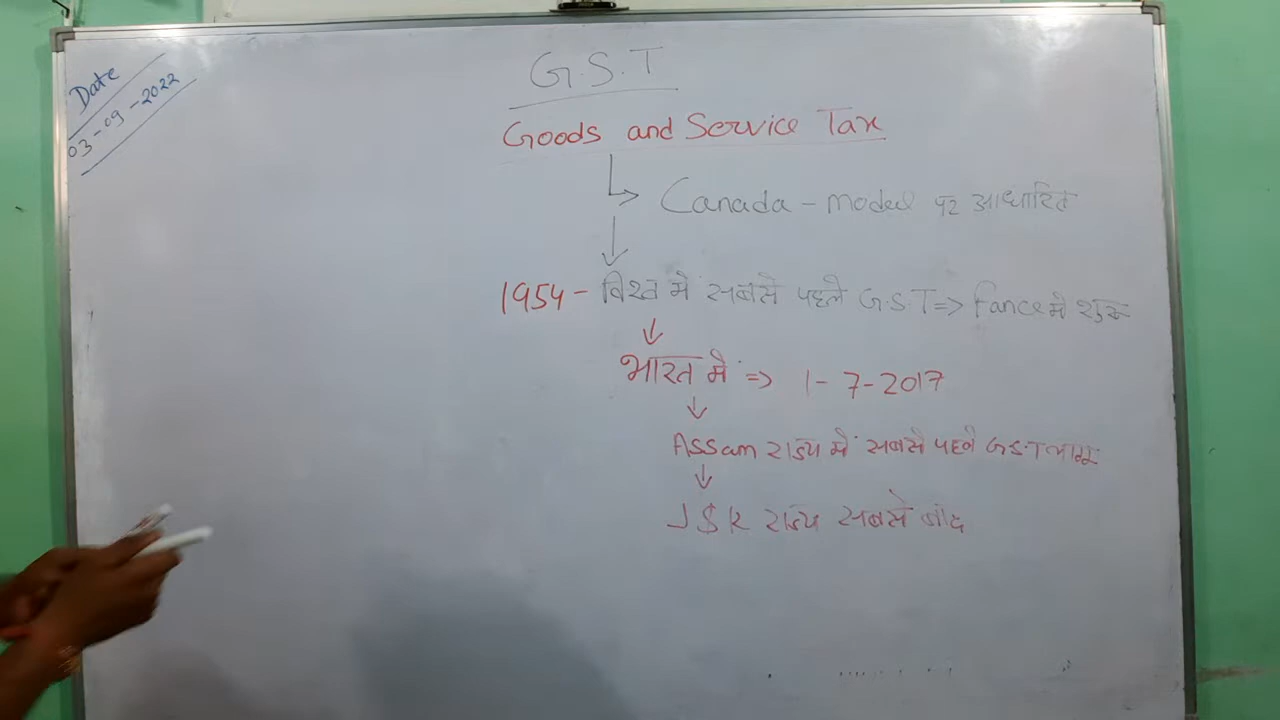 Date
03-09-2022
G.S.T
Goods and Service Tax
Canada - model पर आधारित
1954 - विश्व में सबसे पहले G.S.T => Fance में शुरू
भारत में => 1-7-2017
Assam राज्य में सबसे पहले G.S.T लागू
J&K राज्य सबसे बाद